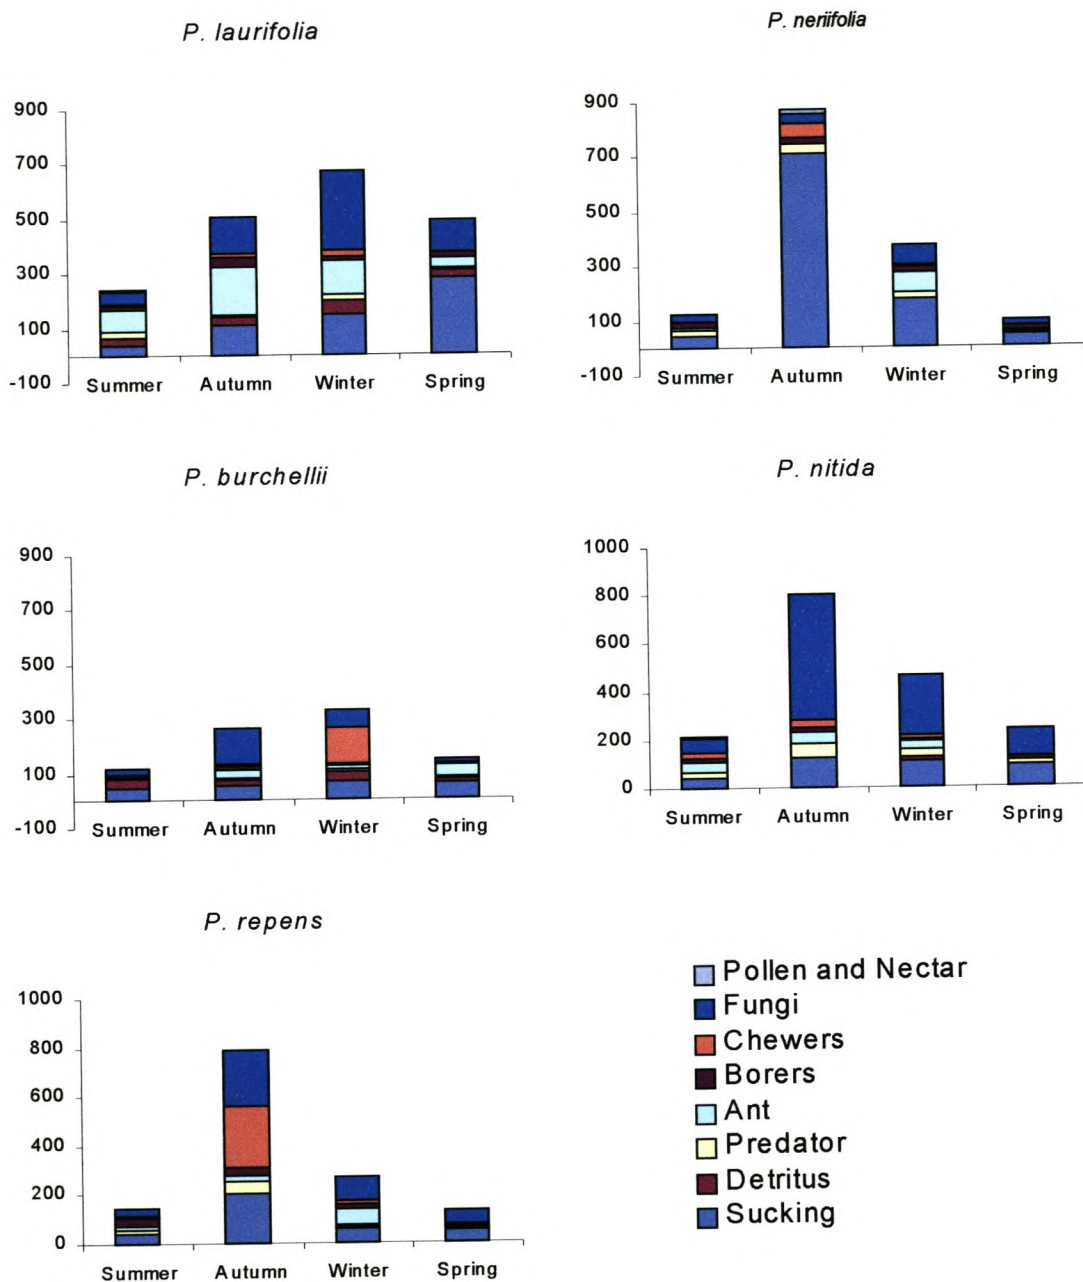 P. laurifolia
900
700
500
300
100
-100
Summer Autumn Winter Spring
P. neriifolia
900
700
500
300
100
-100
Summer Autumn Winter Spring
P. burchellii
900
700
500
300
100
-100
Summer Autumn Winter Spring
P. nitida
1000
800
600
400
200
0
Summer Autumn Winter Spring
P. repens
1000
800
600
400
200
0
Summer Autumn Winter Spring
Pollen and Nectar
Fungi
Chewers
Borers
Ant
Predator
Detritus
Sucking